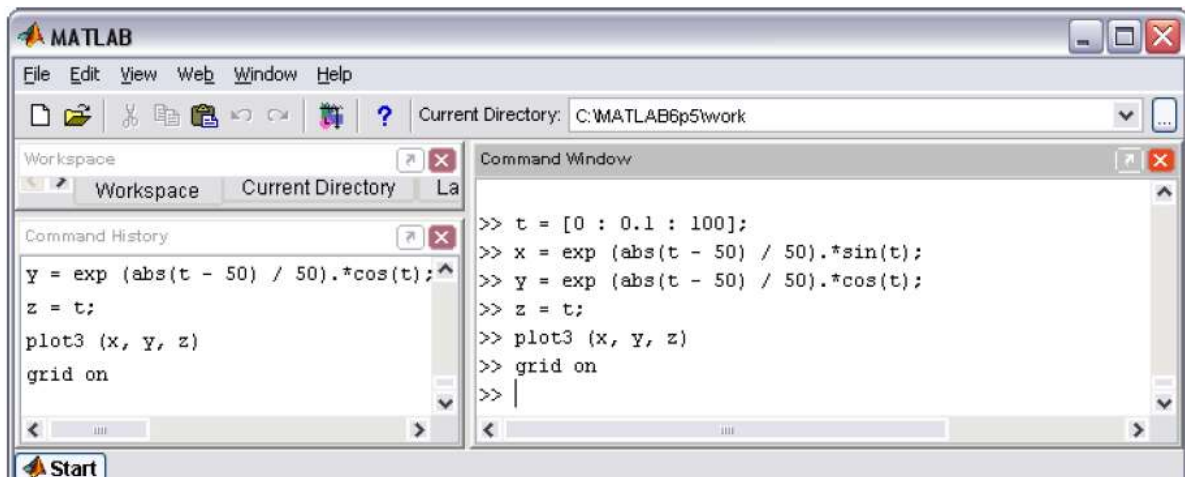 MATLAB
File Edit View Web Window Help
? Current Directory: C:\MATLAB6p5\work ...
Workspace
Workspace Current Directory La
Command History
y = exp (abs(t - 50) / 50).*cos(t);
z = t;
plot3 (x, y, z)
grid on
Command Window
>> t = [0 : 0.1 : 100];
>> x = exp (abs(t - 50) / 50).*sin(t);
>> y = exp (abs(t - 50) / 50).*cos(t);
>> z = t;
>> plot3 (x, y, z)
>> grid on
>>
Start